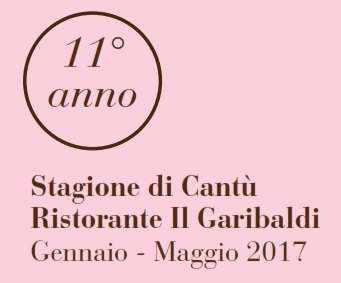 11°
anno
Stagione di Cantù
Ristorante Il Garibaldi
Gennaio - Maggio 2017